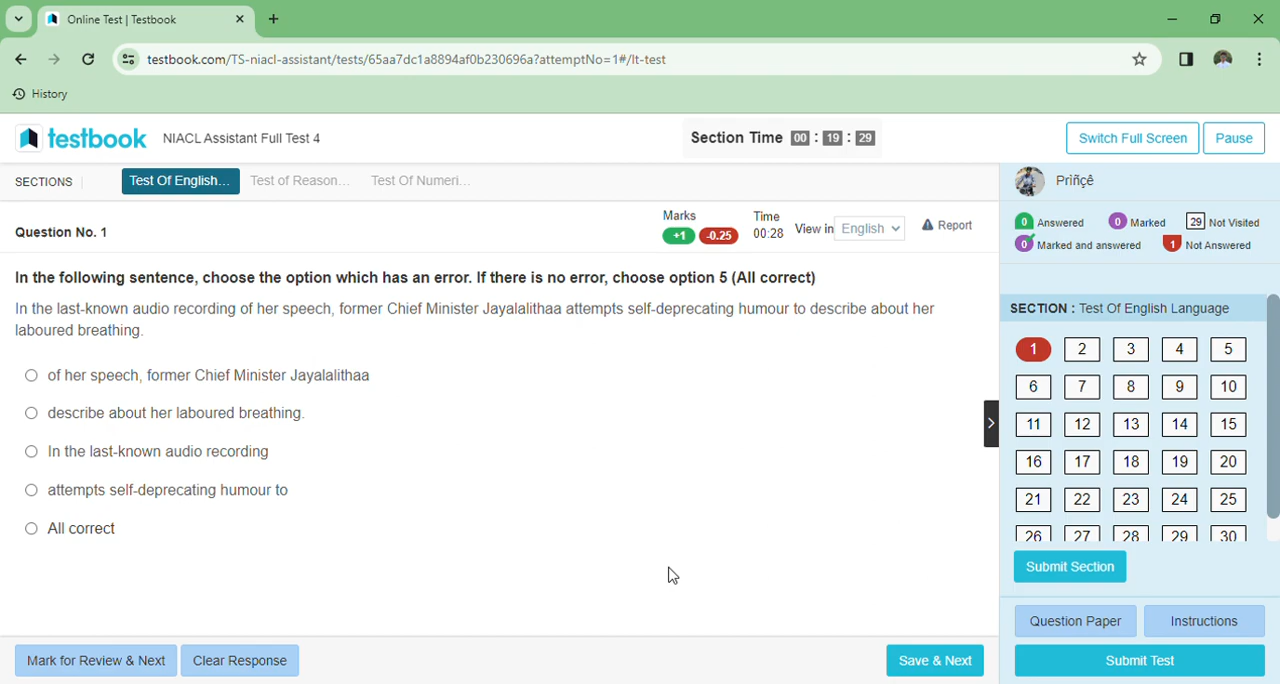 Online Test | Testbook
testbook.com/TS-niacl-assistant/tests/65aa7dc1a8894af0b230696a?attemptNo=1#/lt-test
History
testbook NIACL Assistant Full Test 4
Section Time 00 : 19 : 29
Switch Full Screen
Pause
SECTIONS
Test Of English...
Test of Reason...
Test Of Numeri...
Prîñçê
Question No. 1
Marks
+1 -0.25
Time
00:28
View in English
Report
0 Answered
0 Marked
29 Not Visited
0 Marked and answered
1 Not Answered
In the following sentence, choose the option which has an error. If there is no error, choose option 5 (All correct)
In the last-known audio recording of her speech, former Chief Minister Jayalalithaa attempts self-deprecating humour to describe about her
laboured breathing.
of her speech, former Chief Minister Jayalalithaa
describe about her laboured breathing.
In the last-known audio recording
attempts self-deprecating humour to
All correct
SECTION : Test Of English Language
1 2 3 4 5
6 7 8 9 10
11 12 13 14 15
16 17 18 19 20
21 22 23 24 25
26 27 28 29 30
Submit Section
Question Paper
Instructions
Mark for Review & Next
Clear Response
Save & Next
Submit Test